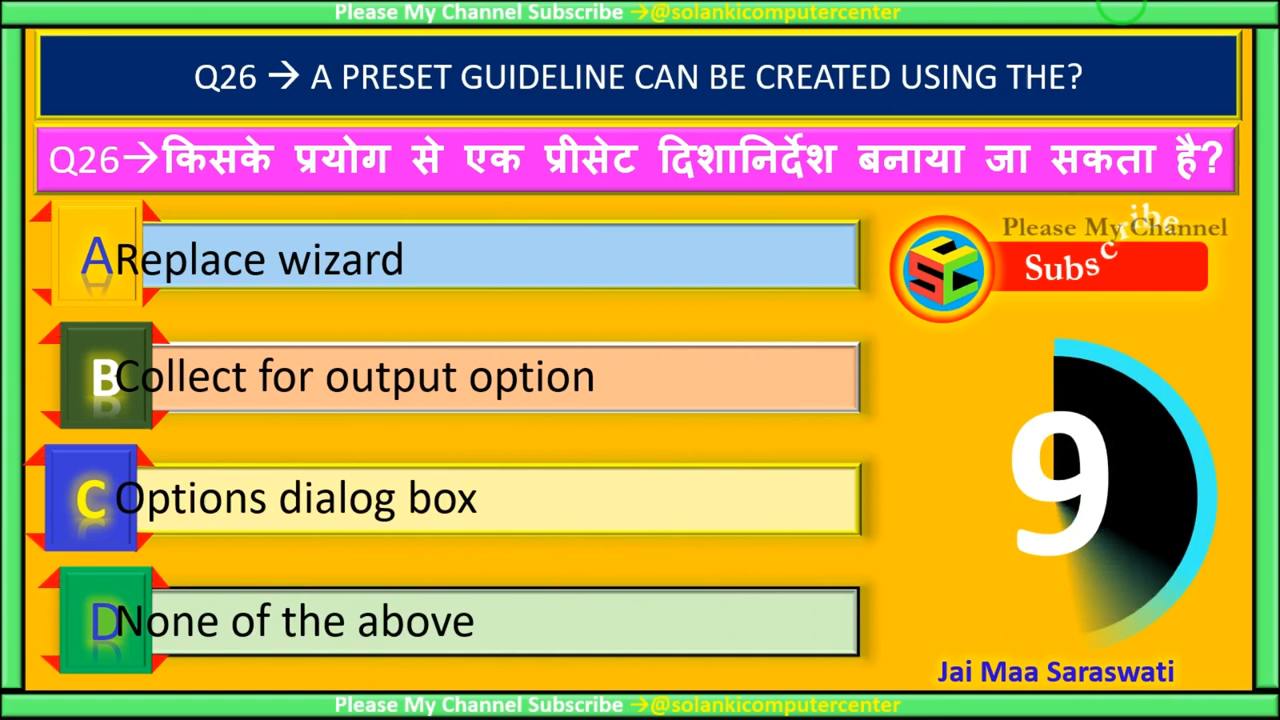 Please My Channel Subscribe →@solankicomputercenter
Q26 → A PRESET GUIDELINE CAN BE CREATED USING THE?
Q26→किसके प्रयोग से एक प्रीसेट दिशानिर्देश बनाया जा सकता है?
A Replace wizard
Please My Channel
Subscribe
CSC
B Collect for output option
9
C Options dialog box
D None of the above
Jai Maa Saraswati
Please My Channel Subscribe →@solankicomputercenter